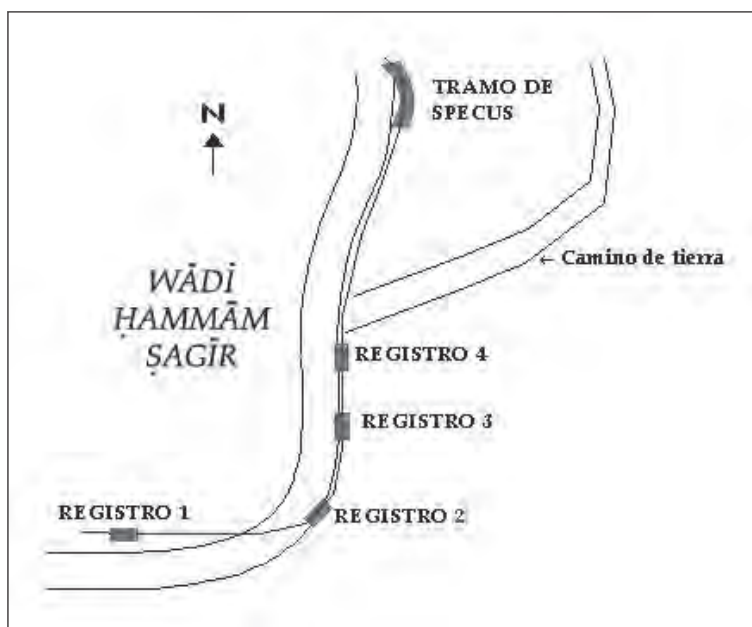 TRAMO DE
SPECUS
N
WĀDĪ
ḤAMMĀM
ṢAGĪR
← Camino de tierra
REGISTRO 4
REGISTRO 3
REGISTRO 1
REGISTRO 2